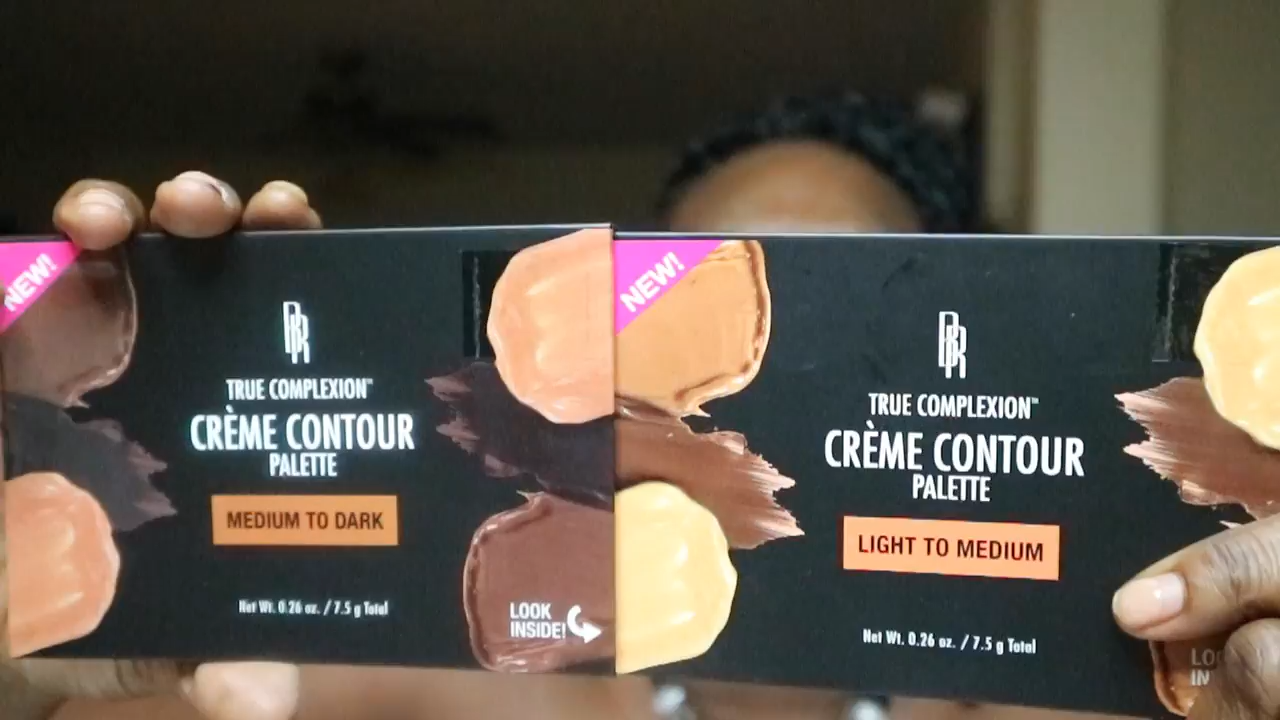 NEW!
BR
TRUE COMPLEXION™
CRÈME CONTOUR
PALETTE
MEDIUM TO DARK
Net Wt. 0.26 oz. / 7.5 g Total
LOOK
INSIDE!
NEW!
BR
TRUE COMPLEXION™
CRÈME CONTOUR
PALETTE
LIGHT TO MEDIUM
Net Wt. 0.26 oz. / 7.5 g Total